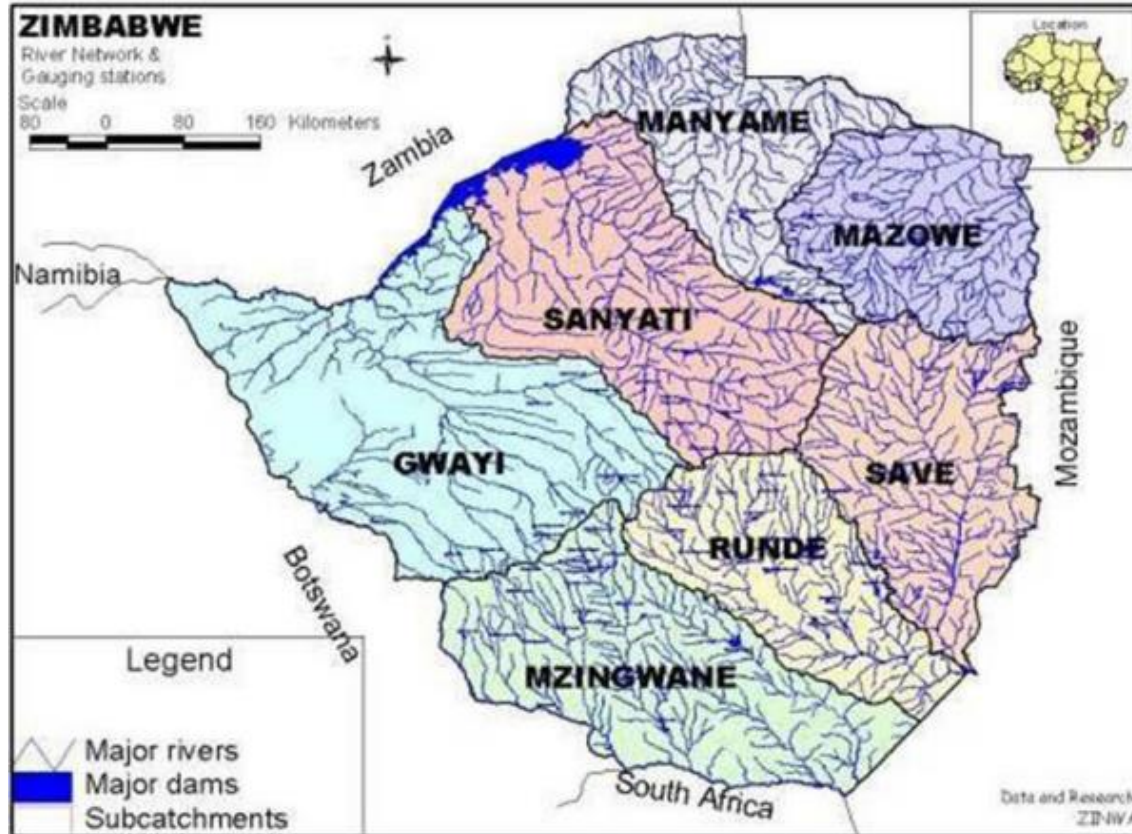 ZIMBABWE
River Network &
Gauging stations
Scale
80 0 80 160 Kilometers
Location
Zambia
Namibia
Botswana
South Africa
Mozambique
MANYAME
MAZOWE
SANYATI
GWAYI
SAVE
RUNDE
MZINGWANE
Legend
Major rivers
Major dams
Subcatchments
Data and Research